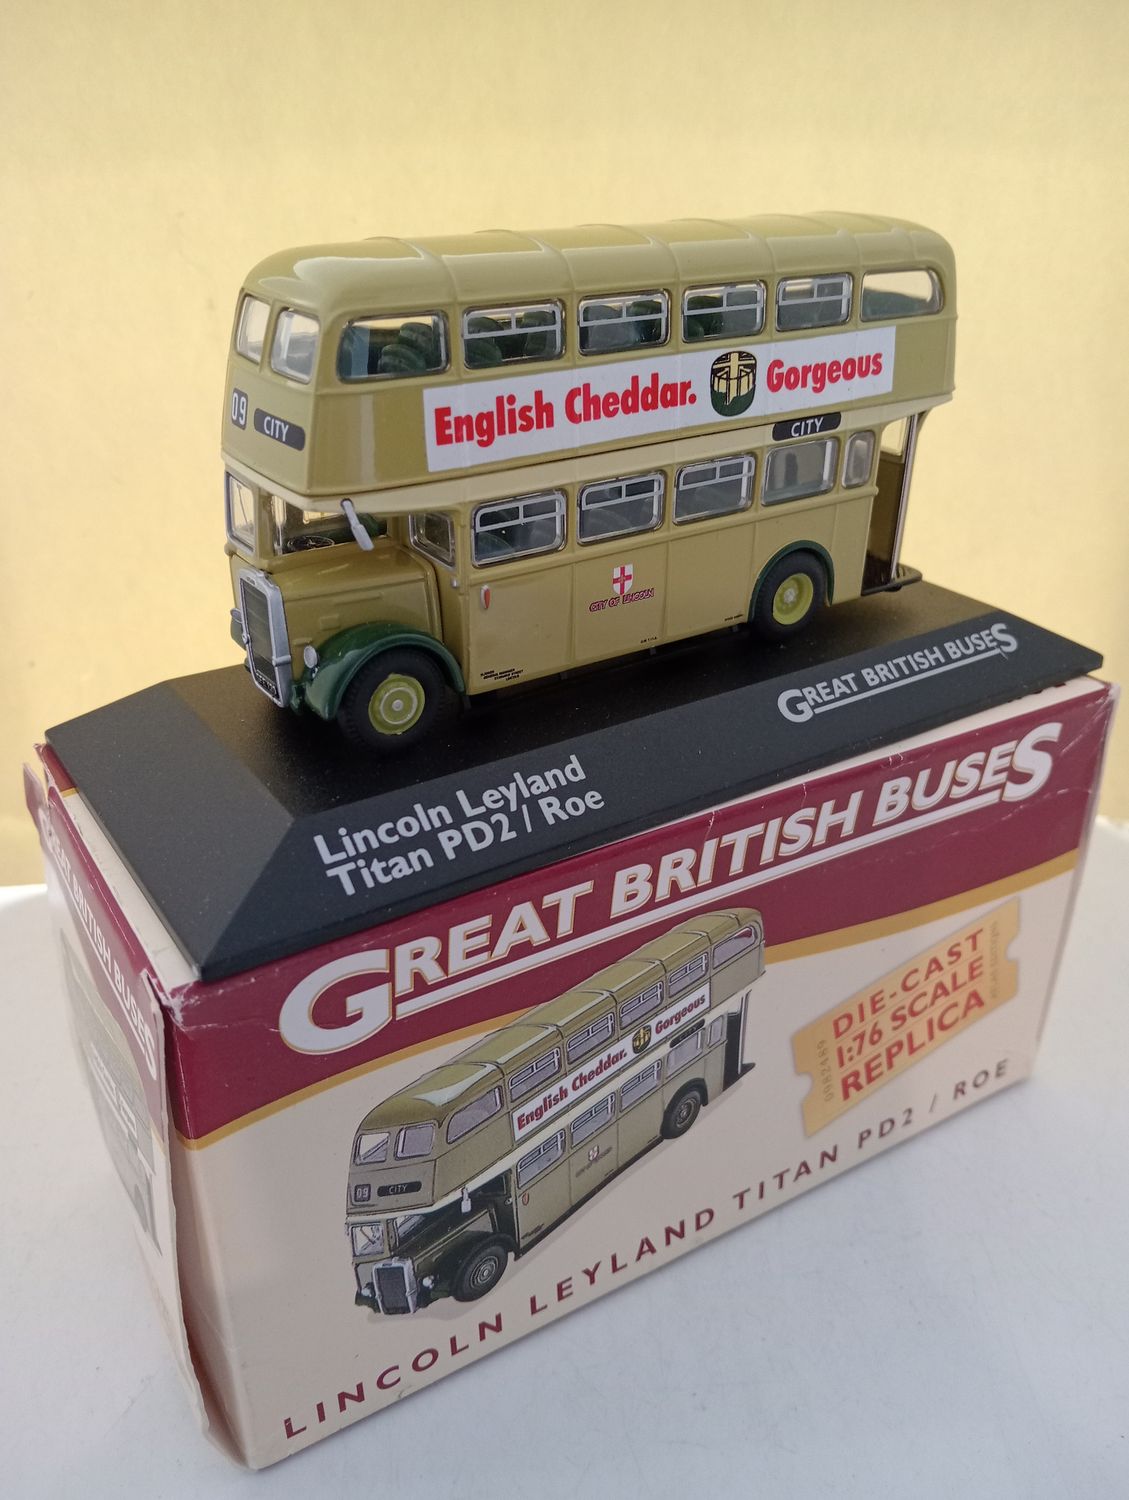 09
CITY
English Cheddar. Gorgeous
CITY
CITY OF LINCOLN
GREAT BRITISH BUSES
Lincoln Leyland
Titan PD2 / Roe
GREAT BRITISH BUSES
GREAT BRITISH BUSES
DIE-CAST
1:76 SCALE
REPLICA
0982489
English Cheddar. Gorgeous
09
CITY
LINCOLN LEYLAND TITAN PD2 / ROE